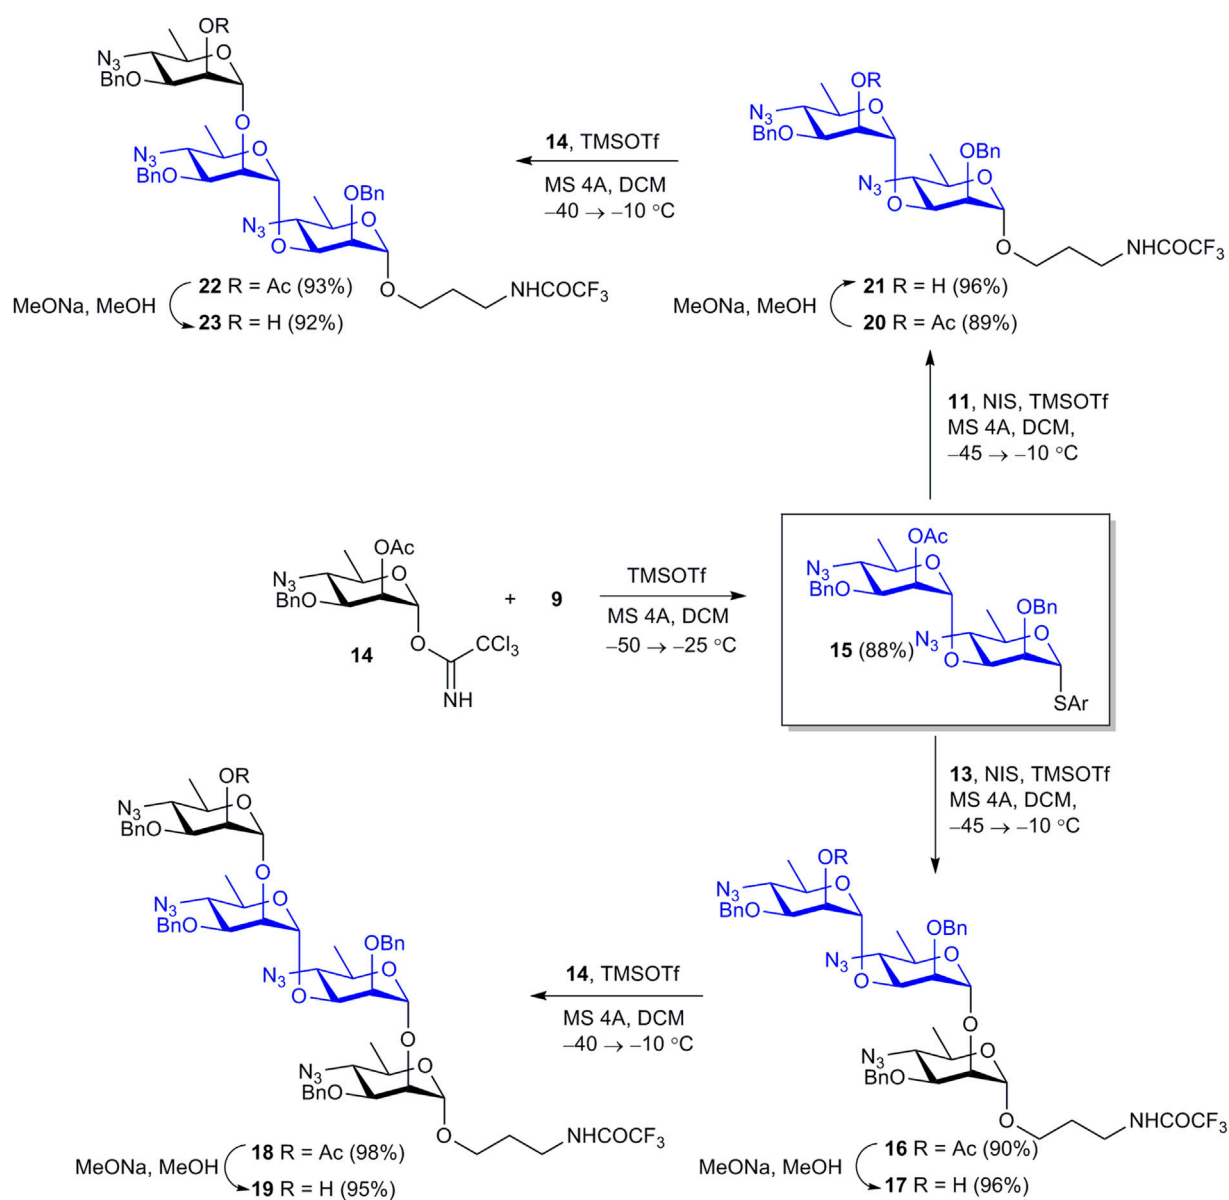 OR
O
N₃
BnO
O
O
N₃
BnO
OBn
O
N₃
O
O
NHCOCF₃
22 R = Ac (93%)
MeONa, MeOH
23 R = H (92%)
14, TMSOTf
MS 4A, DCM
–40 → –10 °C
OR
O
N₃
BnO
OBn
O
N₃
O
O
NHCOCF₃
21 R = H (96%)
MeONa, MeOH
20 R = Ac (89%)
11, NIS, TMSOTf
MS 4A, DCM,
–45 → –10 °C
OAc
O
N₃
BnO
O
CCl₃
NH
14
+
9
TMSOTf
MS 4A, DCM
–50 → –25 °C
OAc
O
N₃
BnO
OBn
O
N₃
O
15 (88%)
SAr
13, NIS, TMSOTf
MS 4A, DCM,
–45 → –10 °C
OR
O
N₃
BnO
O
O
N₃
BnO
OBn
O
N₃
O
O
O
N₃
BnO
O
NHCOCF₃
18 R = Ac (98%)
MeONa, MeOH
19 R = H (95%)
14, TMSOTf
MS 4A, DCM
–40 → –10 °C
OR
O
N₃
BnO
OBn
O
N₃
O
O
O
N₃
BnO
O
NHCOCF₃
16 R = Ac (90%)
MeONa, MeOH
17 R = H (96%)